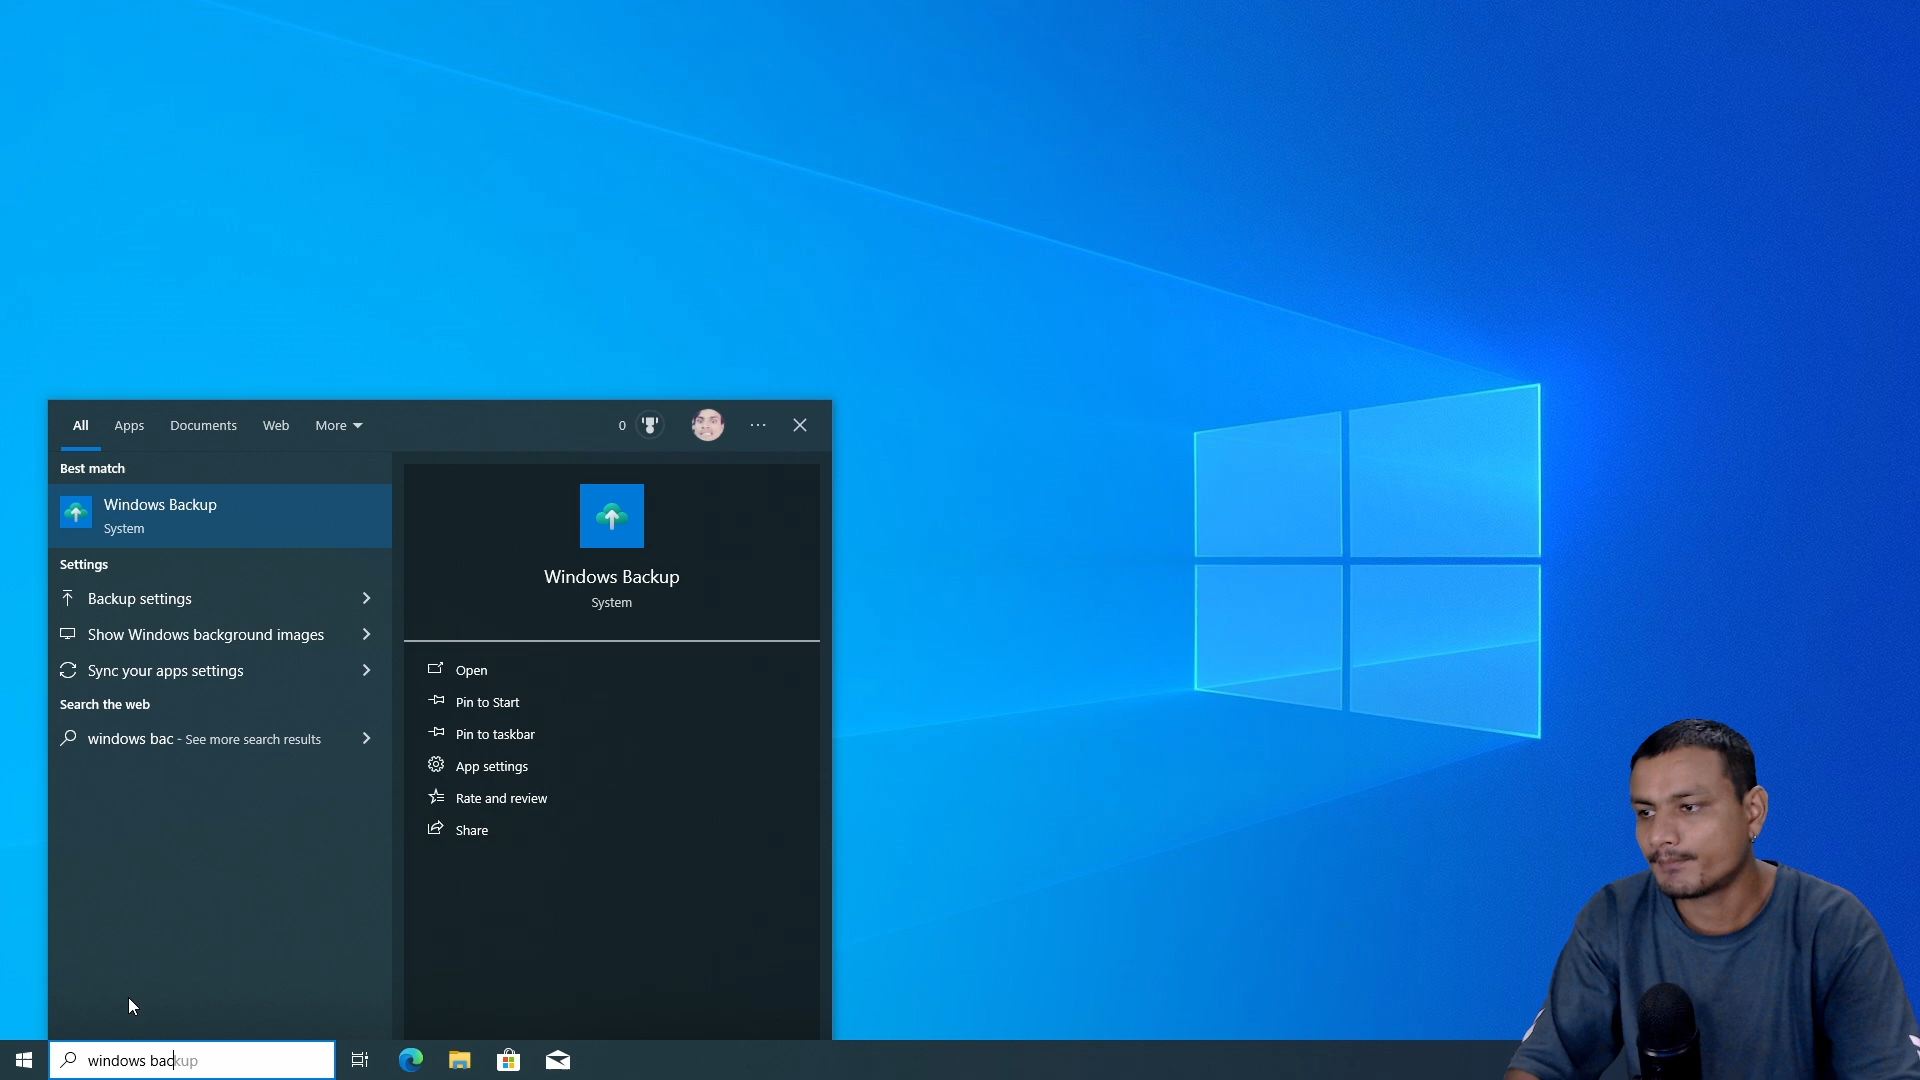 All Apps Documents Web More 0 ...
Best match
Windows Backup
System
Settings
Backup settings
Show Windows background images
Sync your apps settings
Search the web
windows bac - See more search results
Windows Backup
System
Open
Pin to Start
Pin to taskbar
App settings
Rate and review
Share
windows backup